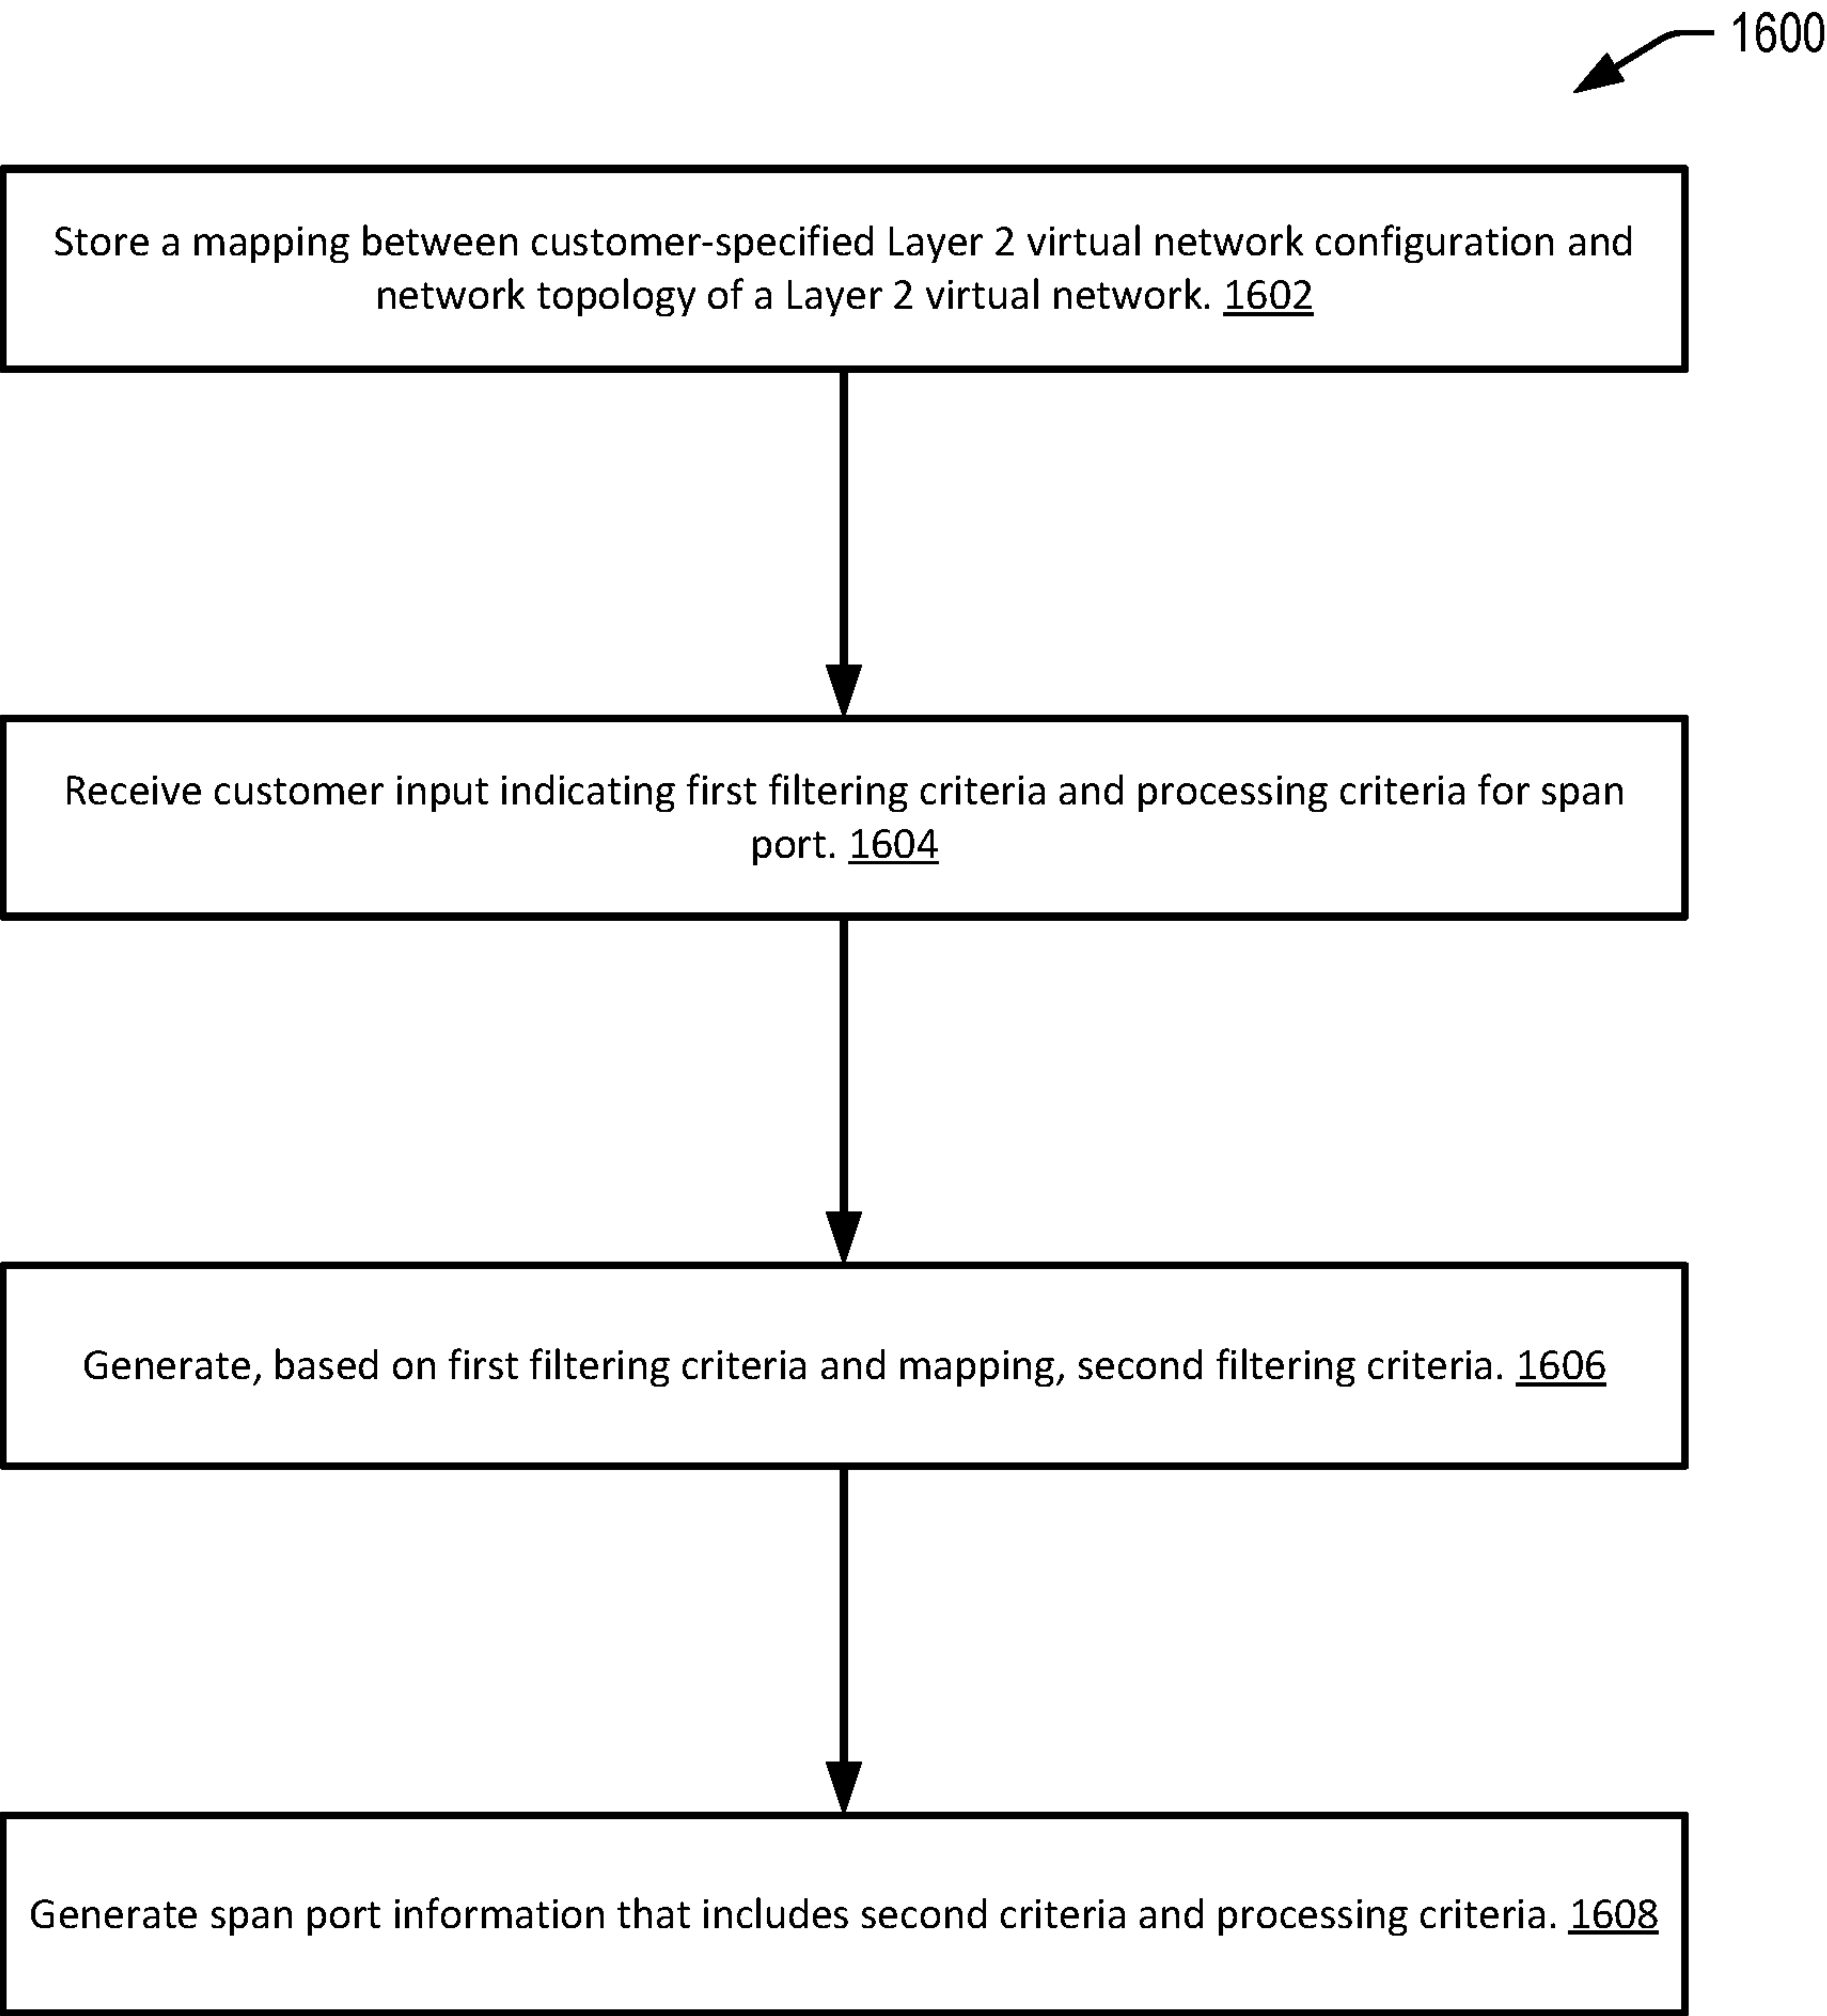 1600
Store a mapping between customer-specified Layer 2 virtual network configuration and
network topology of a Layer 2 virtual network. 1602
Receive customer input indicating first filtering criteria and processing criteria for span
port. 1604
Generate, based on first filtering criteria and mapping, second filtering criteria. 1606
Generate span port information that includes second criteria and processing criteria. 1608